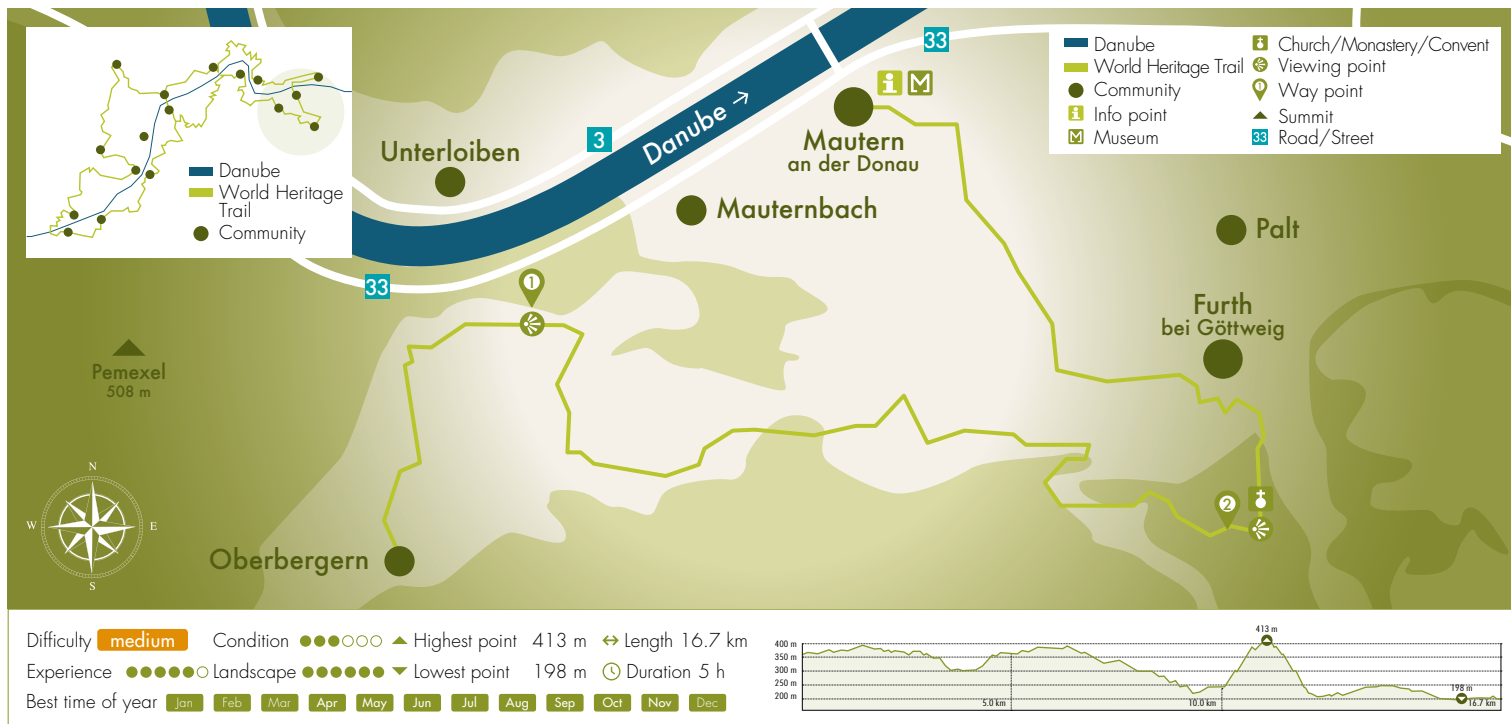 Danube
World Heritage
Trail
Community
33
Danube
World Heritage Trail
Community
Info point
Museum
Church/Monastery/Convent
Viewing point
1 Way point
Summit
33 Road/Street
Unterloiben
3
Danube →
i M
Mautern
an der Donau
Mauternbach
Palt
33
1
Furth
bei Göttweig
Pemexel
508 m
N
W E
S
2
Oberbergern
Difficulty medium Condition Highest point 413 m Length 16.7 km
Experience Landscape Lowest point 198 m Duration 5 h
Best time of year Jan Feb Mar Apr May Jun Jul Aug Sep Oct Nov Dec
413 m
400 m
350 m
300 m
250 m
200 m
198 m
5.0 km 10.0 km 16.7 km